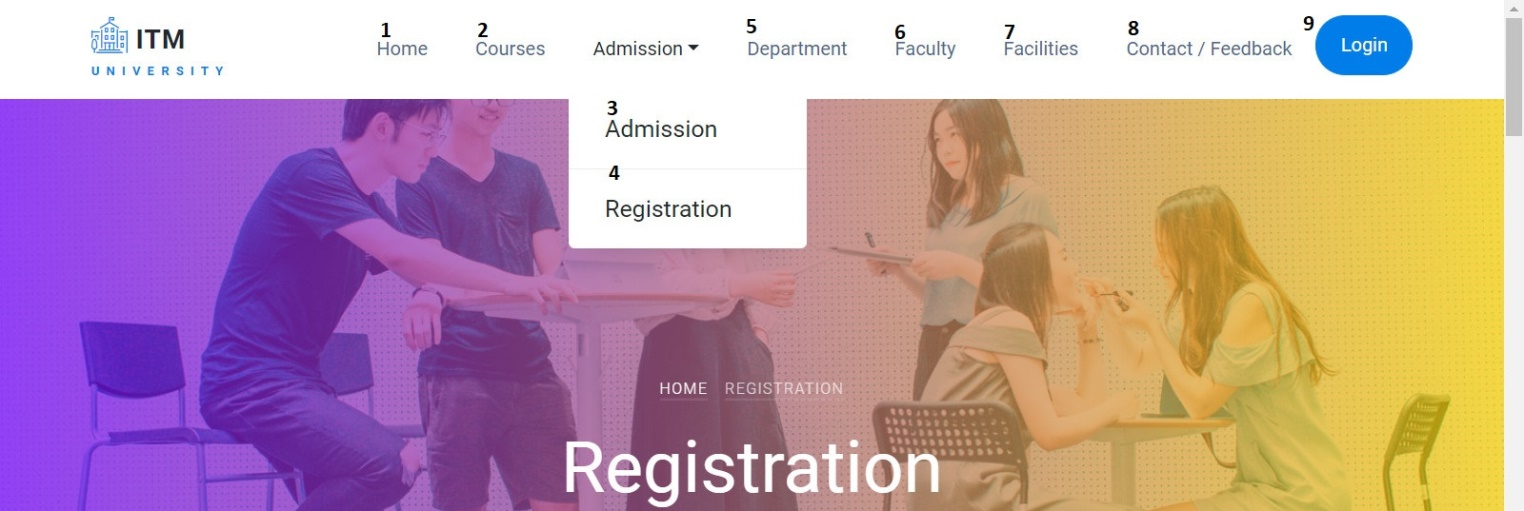 ITM
UNIVERSITY
1 Home
2 Courses
Admission
5 Department
6 Faculty
7 Facilities
8 Contact / Feedback
9 Login
3
Admission
4
Registration
HOME REGISTRATION
Registration